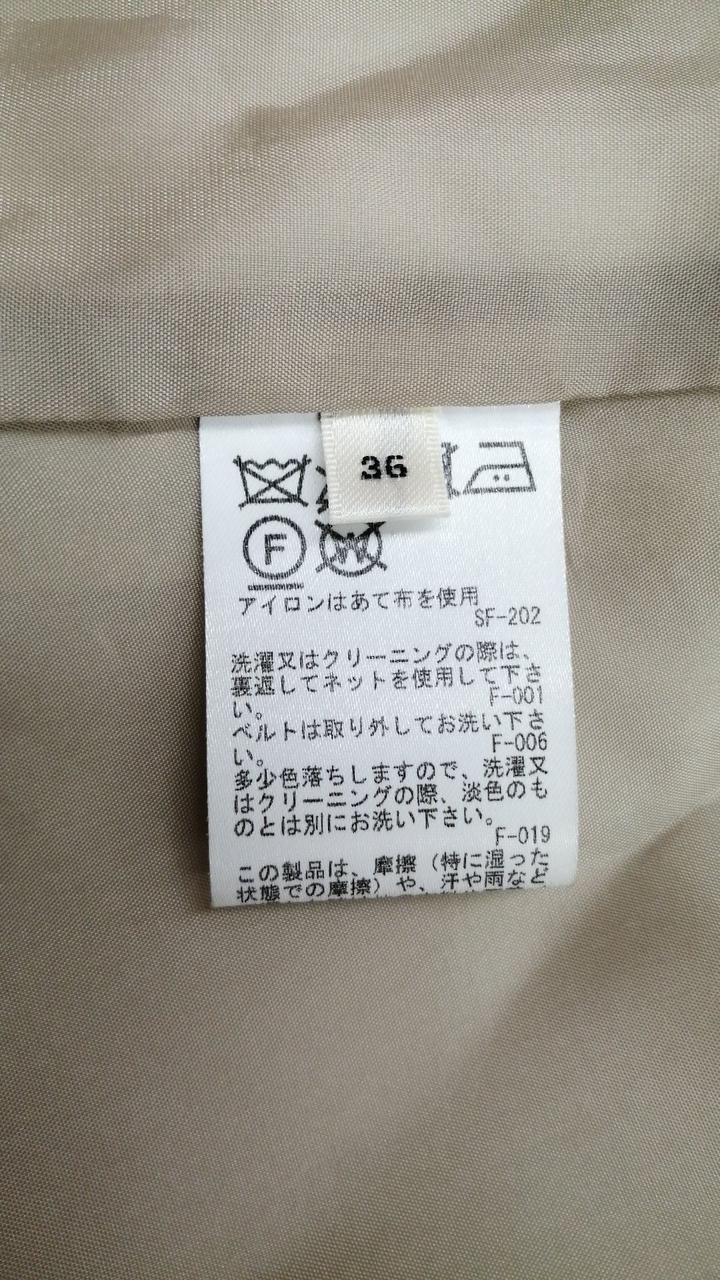 36
F
W
アイロンはあて布を使用
SF-202
洗濯又はクリーニングの際は、
裏返してネットを使用して下さ
い。
F-001
ベルトは取り外してお洗い下さ
い。
F-006
多少色落ちしますので、洗濯又
はクリーニングの際、淡色のも
のとは別にお洗い下さい。
F-019
この製品は、摩擦（特に湿った
状態での摩擦）や、汗や雨など